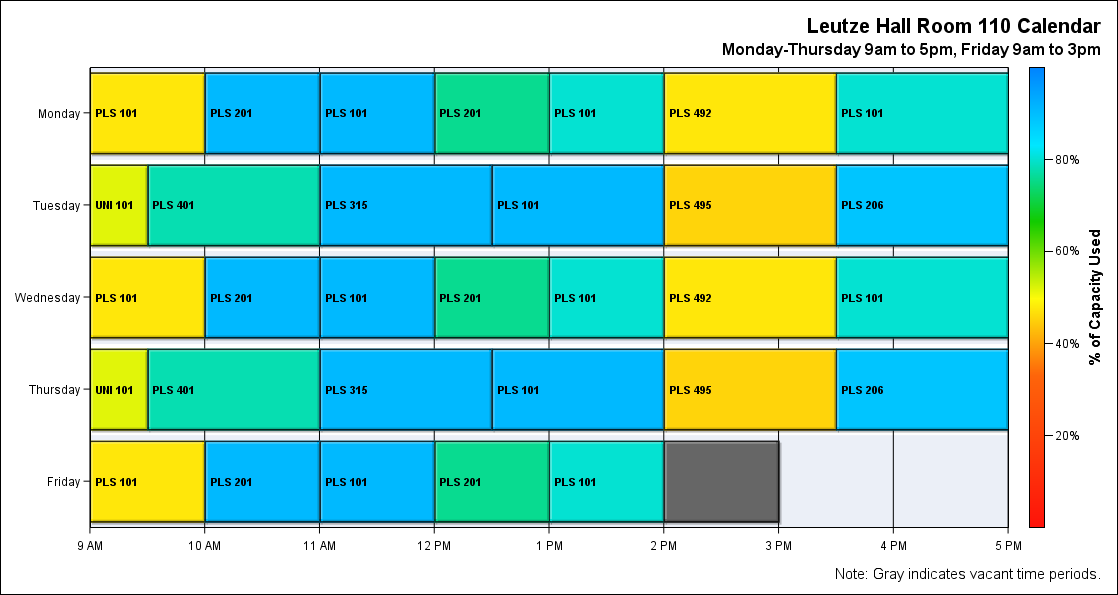 Leutze Hall Room 110 Calendar
Monday-Thursday 9am to 5pm, Friday 9am to 3pm
Monday
PLS 101
PLS 201
PLS 101
PLS 201
PLS 101
PLS 492
PLS 101
Tuesday
UNI 101
PLS 401
PLS 315
PLS 101
PLS 495
PLS 206
Wednesday
PLS 101
PLS 201
PLS 101
PLS 201
PLS 101
PLS 492
PLS 101
Thursday
UNI 101
PLS 401
PLS 315
PLS 101
PLS 495
PLS 206
Friday
PLS 101
PLS 201
PLS 101
PLS 201
PLS 101
9 AM
10 AM
11 AM
12 PM
1 PM
2 PM
3 PM
4 PM
5 PM
80%
60%
40%
20%
% of Capacity Used
Note: Gray indicates vacant time periods.